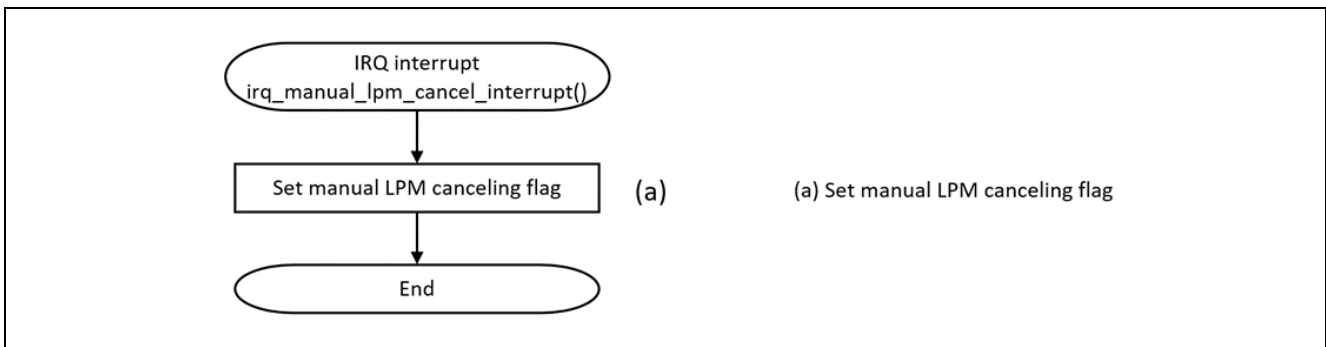 IRQ interrupt
irq_manual_lpm_cancel_interrupt()
Set manual LPM canceling flag
(a)
(a) Set manual LPM canceling flag
End